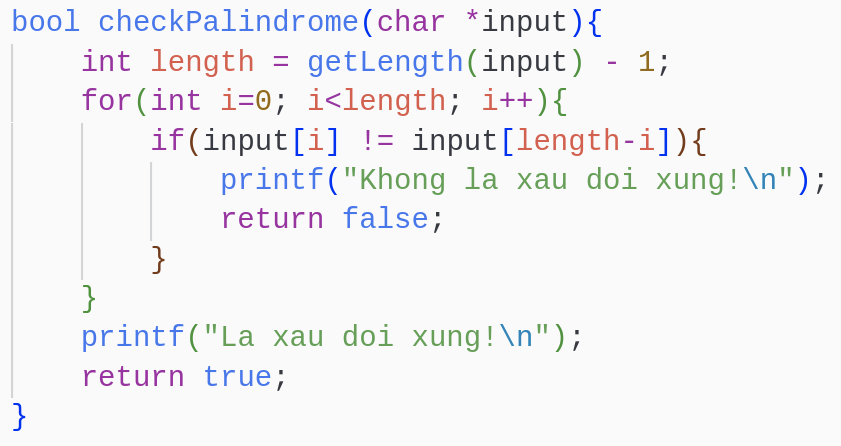 bool checkPalindrome(char *input){
    int length = getLength(input) - 1;
    for(int i=0; i<length; i++){
        if(input[i] != input[length-i]){
            printf("Khong la xau doi xung!\n");
            return false;
        }
    }
    printf("La xau doi xung!\n");
    return true;
}